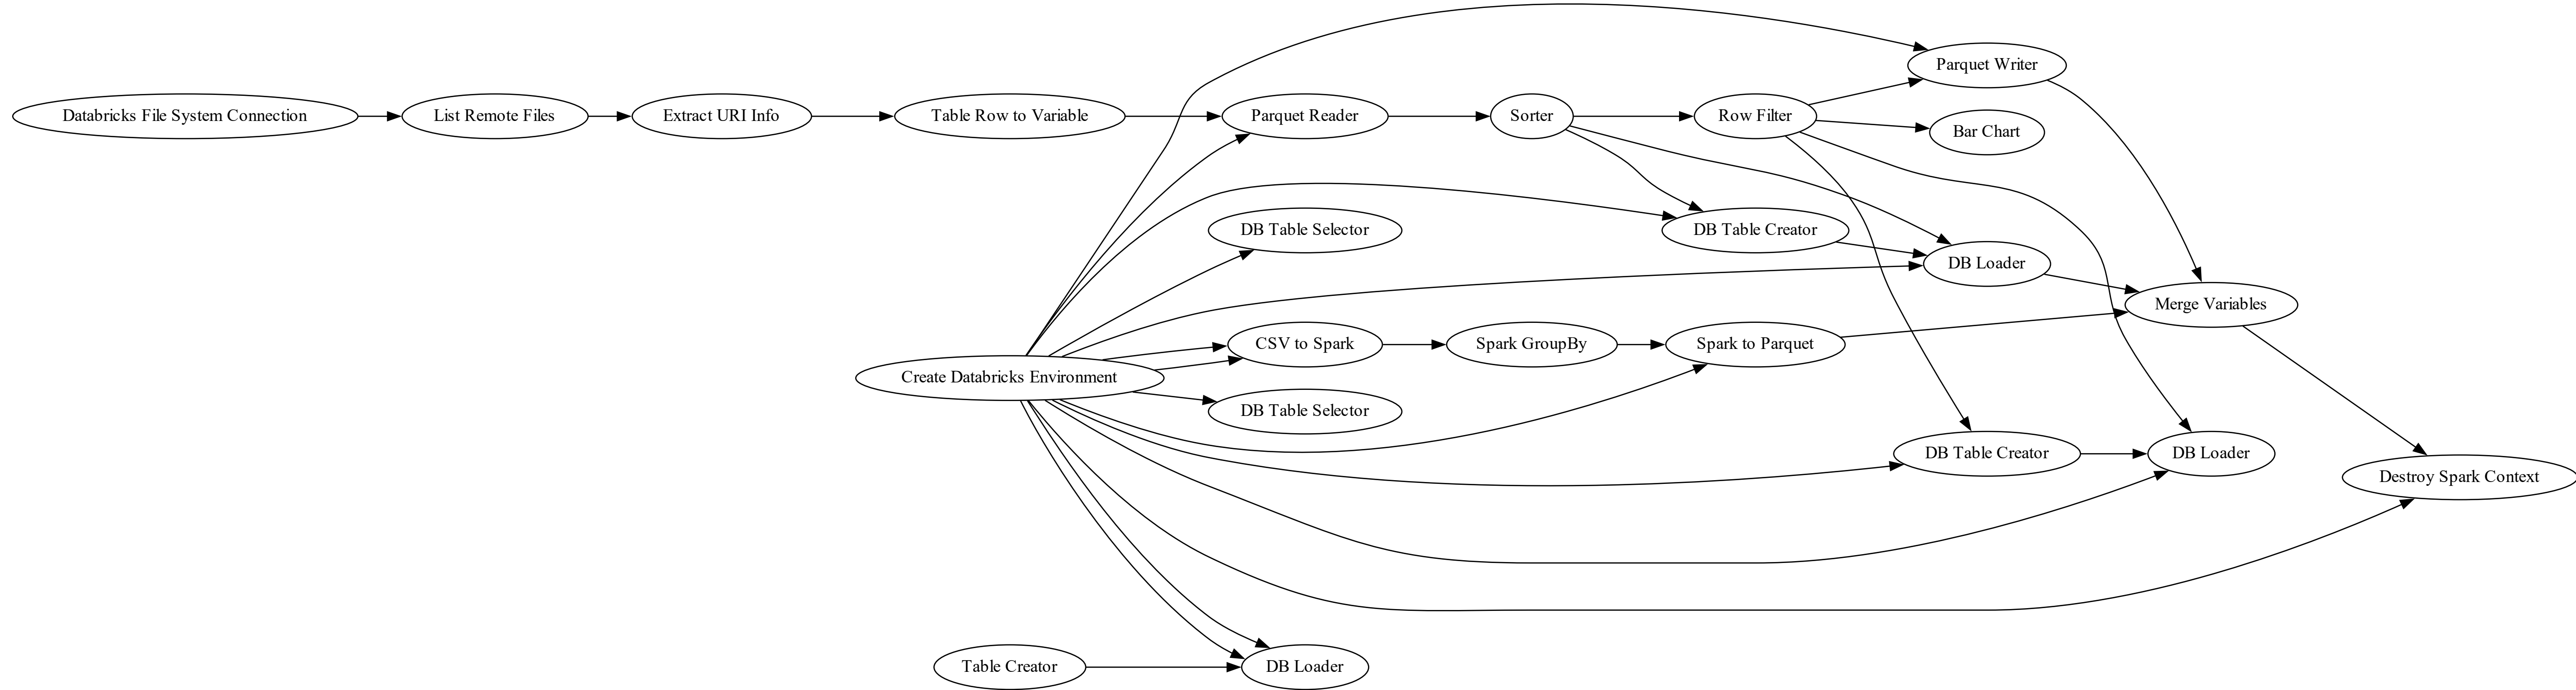 Databricks File System Connection
List Remote Files
Extract URI Info
Table Row to Variable
Parquet Reader
Sorter
Row Filter
Parquet Writer
Bar Chart
DB Table Selector
DB Table Creator
DB Loader
Merge Variables
CSV to Spark
Spark GroupBy
Spark to Parquet
Create Databricks Environment
DB Table Selector
DB Table Creator
DB Loader
Destroy Spark Context
Table Creator
DB Loader